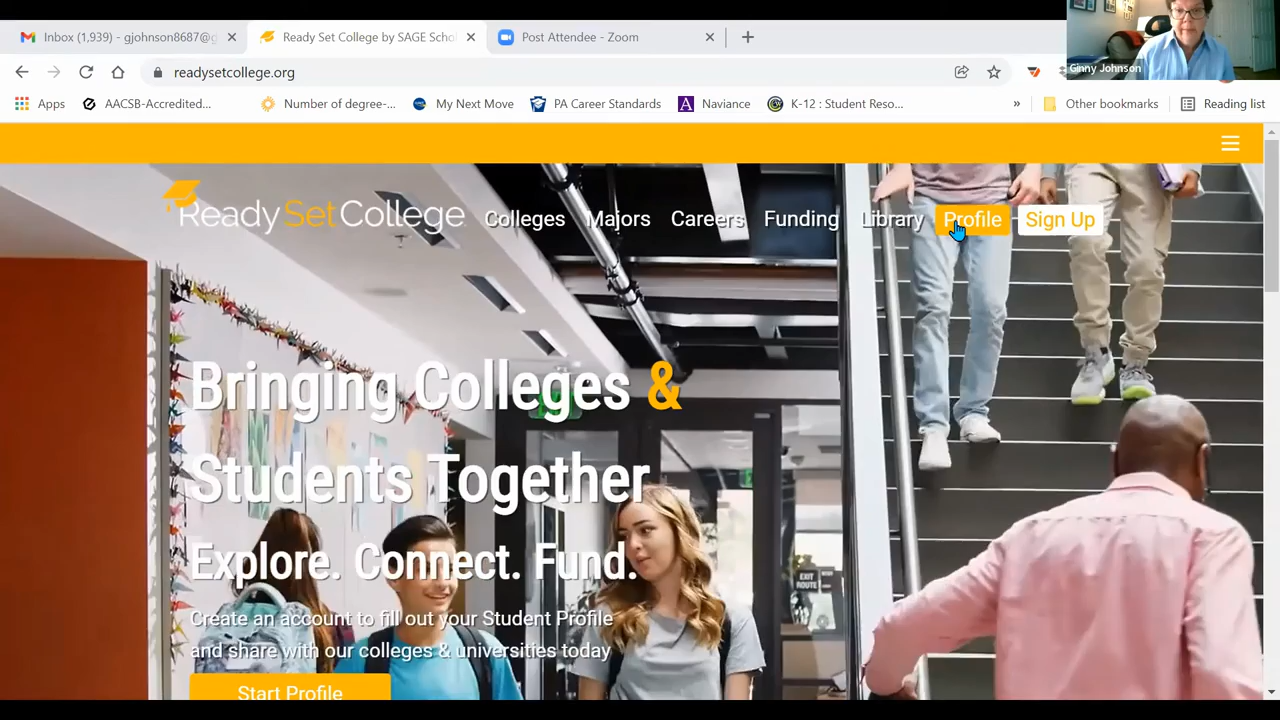 Inbox (1,939) - gjohnson8687@g
Ready Set College by SAGE Scho
Post Attendee - Zoom
readysetcollege.org
Ginny Johnson
Apps
AACSB-Accredited...
Number of degree-...
My Next Move
PA Career Standards
Naviance
K-12 : Student Reso...
»
Other bookmarks
Reading list
ReadySetCollege
Colleges
Majors
Careers
Funding
Library
Profile
Sign Up
Bringing Colleges &
Students Together
Explore. Connect. Fund.
Create an account to fill out your Student Profile
and share with our colleges & universities today
Start Profile
EXIT
ROUTE